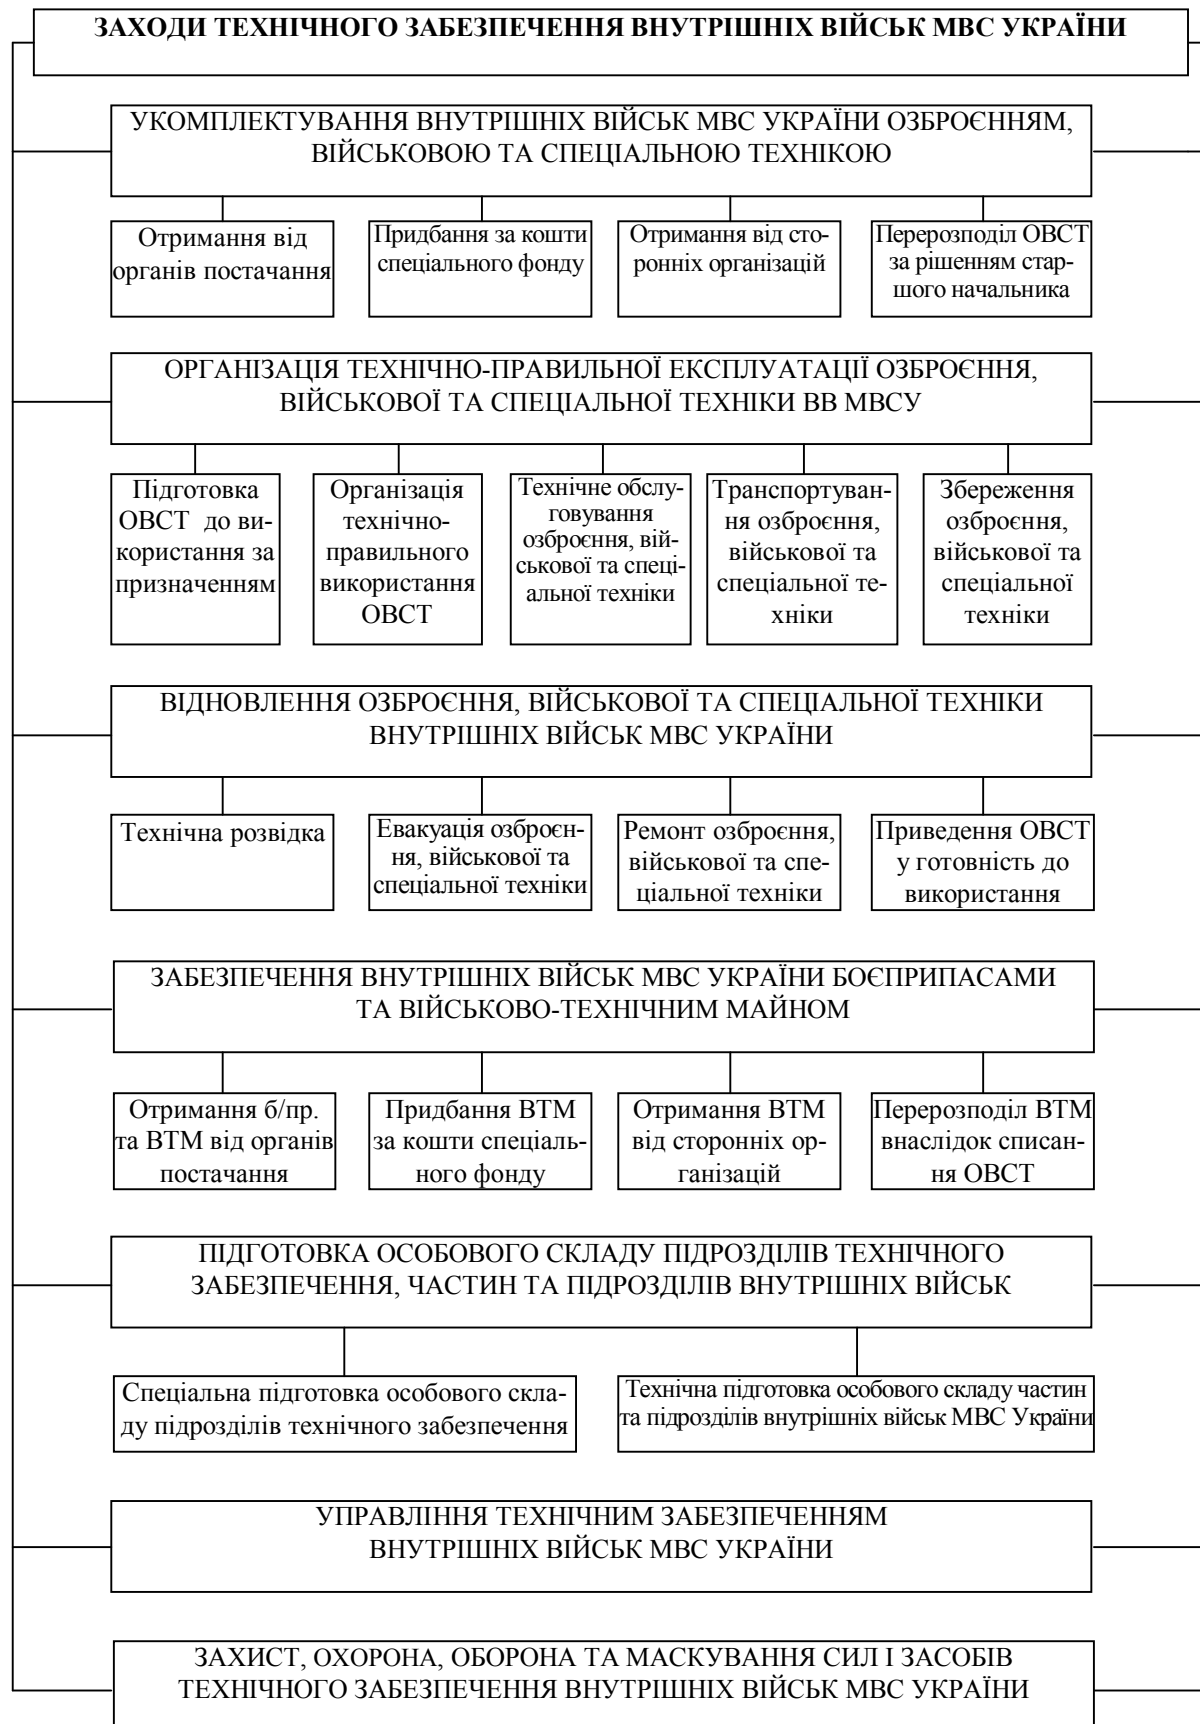 ЗАХОДИ ТЕХНІЧНОГО ЗАБЕЗПЕЧЕННЯ ВНУТРІШНІХ ВІЙСЬК МВС УКРАЇНИ
УКОМПЛЕКТУВАННЯ ВНУТРІШНІХ ВІЙСЬК МВС УКРАЇНИ ОЗБРОЄННЯМ,
ВІЙСЬКОВОЮ ТА СПЕЦІАЛЬНОЮ ТЕХНІКОЮ
Отримання від
органів постачання
Придбання за кошти
спеціального фонду
Отримання від сто-
ронніх організацій
Перерозподіл ОВСТ
за рішенням стар-
шого начальника
ОРГАНІЗАЦІЯ ТЕХНІЧНО-ПРАВИЛЬНОЇ ЕКСПЛУАТАЦІЇ ОЗБРОЄННЯ,
ВІЙСЬКОВОЇ ТА СПЕЦІАЛЬНОЇ ТЕХНІКИ ВВ МВСУ
Підготовка
ОВСТ до ви-
користання за
призначенням
Організація
технічно-
правильного
використання
ОВСТ
Технічне обслу-
говування
озброєння, вій-
ськової та спеці-
альної техніки
Транспортуван-
ня озброєння,
військової та
спеціальної те-
хніки
Збереження
озброєння,
військової та
спеціальної
техніки
ВІДНОВЛЕННЯ ОЗБРОЄННЯ, ВІЙСЬКОВОЇ ТА СПЕЦІАЛЬНОЇ ТЕХНІКИ
ВНУТРІШНІХ ВІЙСЬК МВС УКРАЇНИ
Технічна розвідка
Евакуація озброєн-
ня, військової та
спеціальної техніки
Ремонт озброєння,
військової та спе-
ціальної техніки
Приведення ОВСТ
у готовність до
використання
ЗАБЕЗПЕЧЕННЯ ВНУТРІШНІХ ВІЙСЬК МВС УКРАЇНИ БОЄПРИПАСАМИ
ТА ВІЙСЬКОВО-ТЕХНІЧНИМ МАЙНОМ
Отримання б/пр.
та ВТМ від органів
постачання
Придбання ВТМ
за кошти спеціаль-
ного фонду
Отримання ВТМ
від сторонніх ор-
ганізацій
Перерозподіл ВТМ
внаслідок списан-
ня ОВСТ
ПІДГОТОВКА ОСОБОВОГО СКЛАДУ ПІДРОЗДІЛІВ ТЕХНІЧНОГО
ЗАБЕЗПЕЧЕННЯ, ЧАСТИН ТА ПІДРОЗДІЛІВ ВНУТРІШНІХ ВІЙСЬК
Спеціальна підготовка особового скла-
ду підрозділів технічного забезпечення
Технічна підготовка особового складу частин
та підрозділів внутрішніх військ МВС України
УПРАВЛІННЯ ТЕХНІЧНИМ ЗАБЕЗПЕЧЕННЯМ
ВНУТРІШНІХ ВІЙСЬК МВС УКРАЇНИ
ЗАХИСТ, ОХОРОНА, ОБОРОНА ТА МАСКУВАННЯ СИЛ І ЗАСОБІВ
ТЕХНІЧНОГО ЗАБЕЗПЕЧЕННЯ ВНУТРІШНІХ ВІЙСЬК МВС УКРАЇНИ